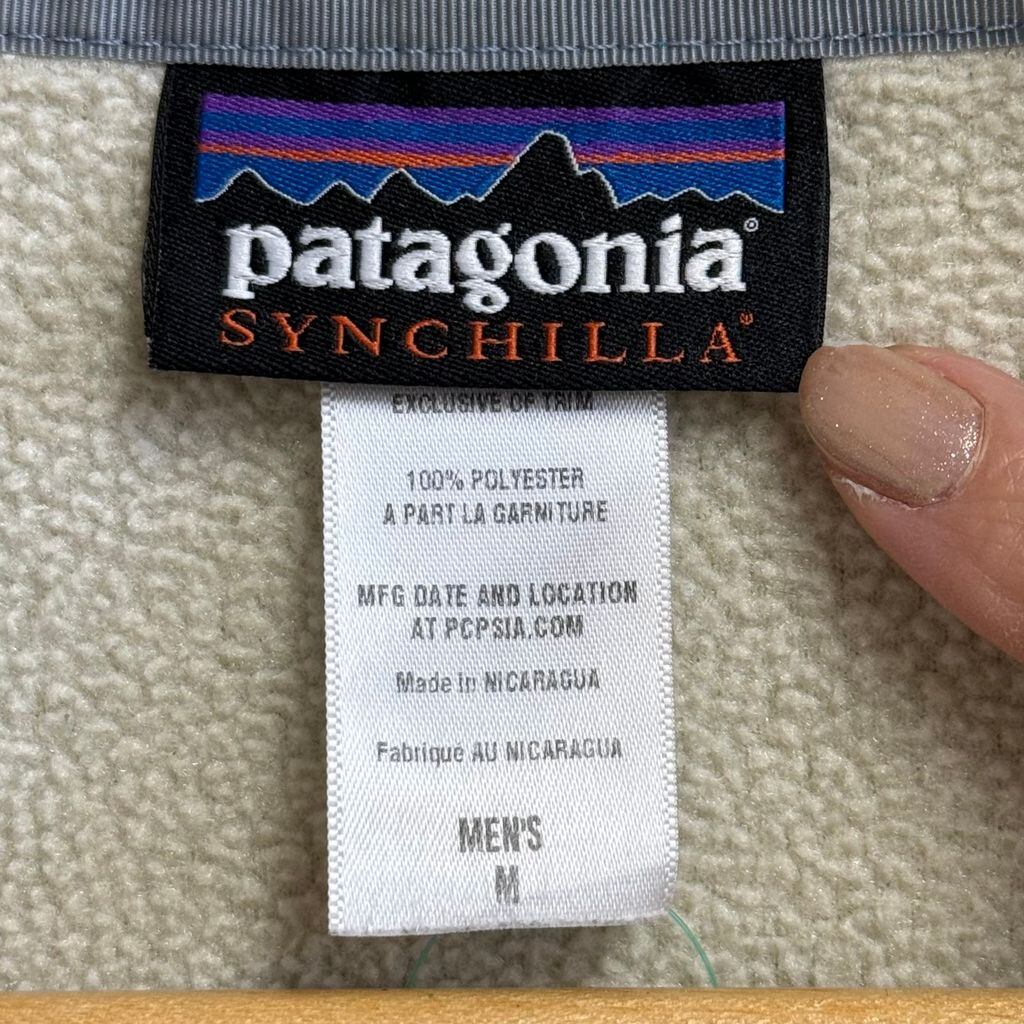 patagonia®
SYNCHILLA®
EXCLUSIVE OF TRIM
100% POLYESTER
A PART LA GARNITURE
MFG DATE AND LOCATION
AT PCPSIA.COM
Made in NICARAGUA
Fabrique AU NICARAGUA
MEN'S
M